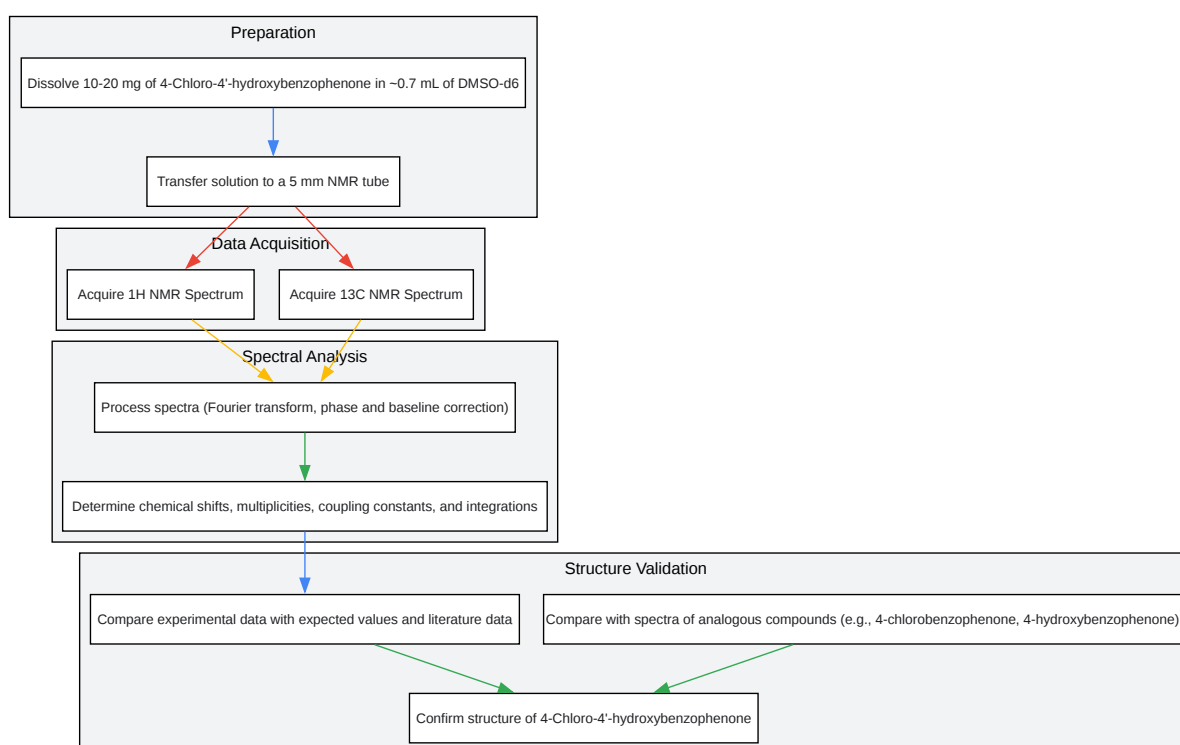 Preparation
Dissolve 10-20 mg of 4-Chloro-4'-hydroxybenzophenone in ~0.7 mL of DMSO-d6
Transfer solution to a 5 mm NMR tube
Data Acquisition
Acquire 1H NMR Spectrum
Acquire 13C NMR Spectrum
Spectral Analysis
Process spectra (Fourier transform, phase and baseline correction)
Determine chemical shifts, multiplicities, coupling constants, and integrations
Structure Validation
Compare experimental data with expected values and literature data
Compare with spectra of analogous compounds (e.g., 4-chlorobenzophenone, 4-hydroxybenzophenone)
Confirm structure of 4-Chloro-4'-hydroxybenzophenone